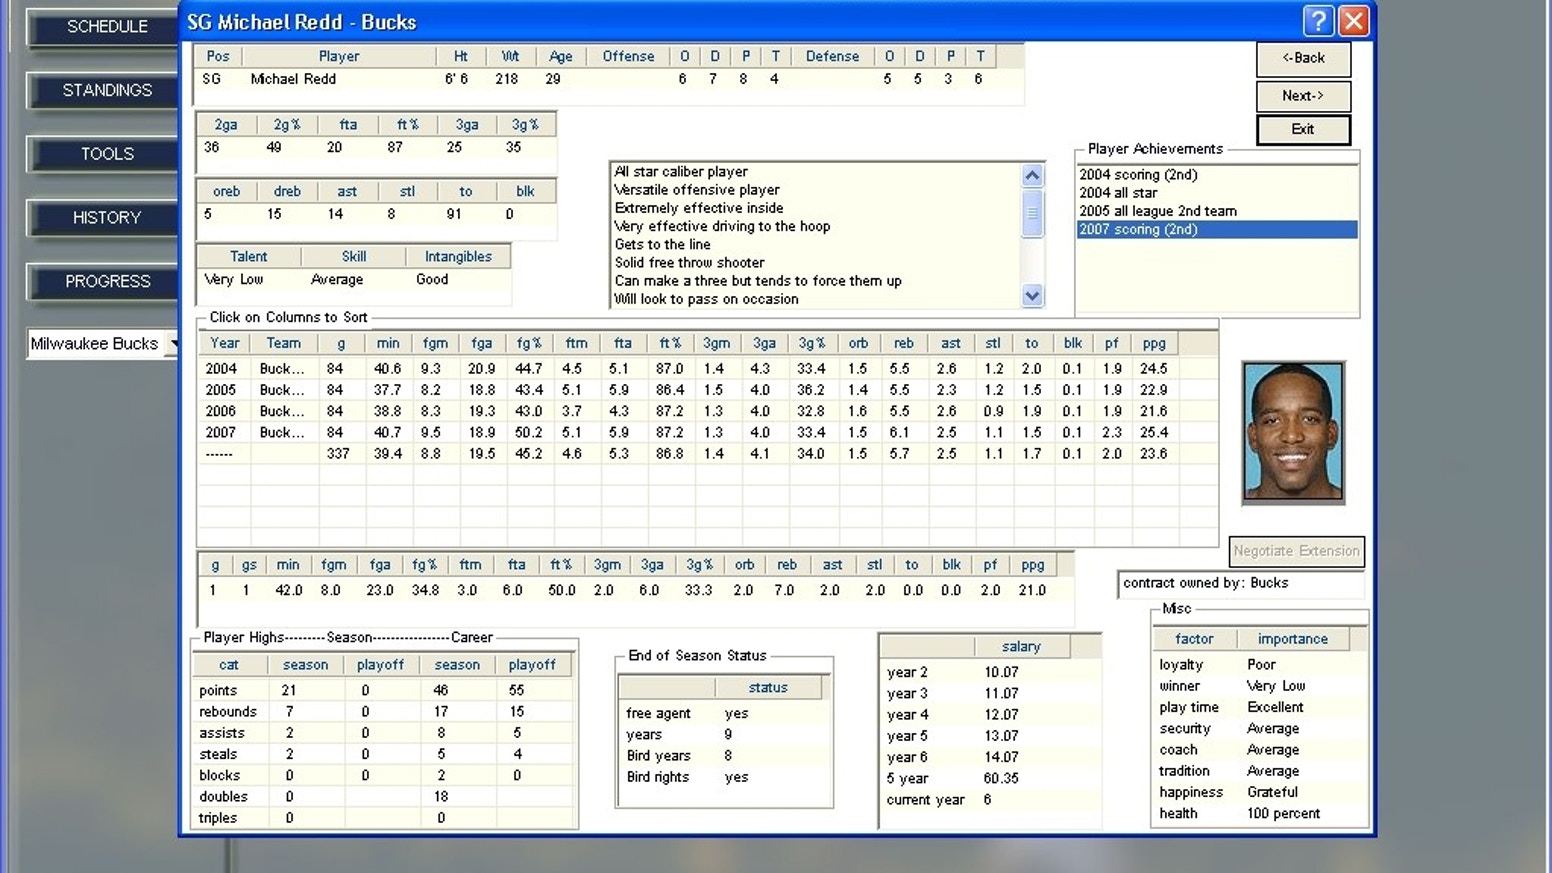 SG Michael Redd - Bucks
SCHEDULE
STANDINGS
TOOLS
HISTORY
PROGRESS
Milwaukee Bucks
Pos Player Ht Wt Age Offense O D P T Defense O D P T
SG Michael Redd 6' 6 218 29 6 7 8 4 5 5 3 6
<-Back
Next->
Exit
2ga 2g% fta ft% 3ga 3g%
36 49 20 87 25 35
oreb dreb ast stl to blk
5 15 14 8 91 0
Talent Skill Intangibles
Very Low Average Good
All star caliber player
Versatile offensive player
Extremely effective inside
Very effective driving to the hoop
Gets to the line
Solid free throw shooter
Can make a three but tends to force them up
Will look to pass on occasion
Player Achievements
2004 scoring (2nd)
2004 all star
2005 all league 2nd team
2007 scoring (2nd)
Click on Columns to Sort
Year Team g min fgm fga fg% ftm fta ft% 3gm 3ga 3g% orb reb ast stl to blk pf ppg
2004 Buck... 84 40.6 9.3 20.9 44.7 4.5 5.1 87.0 1.4 4.3 33.4 1.5 5.5 2.6 1.2 2.0 0.1 1.9 24.5
2005 Buck... 84 37.7 8.2 18.8 43.4 5.1 5.9 86.4 1.5 4.0 36.2 1.4 5.5 2.3 1.2 1.5 0.1 1.9 22.9
2006 Buck... 84 38.8 8.3 19.3 43.0 3.7 4.3 87.2 1.3 4.0 32.8 1.6 5.5 2.6 0.9 1.9 0.1 1.9 21.6
2007 Buck... 84 40.7 9.5 18.9 50.2 5.1 5.9 87.2 1.3 4.0 33.4 1.5 6.1 2.5 1.1 1.5 0.1 2.3 25.4
------ 337 39.4 8.8 19.5 45.2 4.6 5.3 86.8 1.4 4.1 34.0 1.5 5.7 2.5 1.1 1.7 0.1 2.0 23.6
g gs min fgm fga fg% ftm fta ft% 3gm 3ga 3g% orb reb ast stl to blk pf ppg
1 1 42.0 8.0 23.0 34.8 3.0 6.0 50.0 2.0 6.0 33.3 2.0 7.0 2.0 2.0 0.0 0.0 2.0 21.0
Negotiate Extension
contract owned by: Bucks
Player Highs--------Season---------------Career
cat season playoff season playoff
points 21 0 46 55
rebounds 7 0 17 15
assists 2 0 8 5
steals 2 0 5 4
blocks 0 0 2 0
doubles 0 18
triples 0 0
End of Season Status
status
free agent yes
years 9
Bird years 8
Bird rights yes
salary
year 2 10.07
year 3 11.07
year 4 12.07
year 5 13.07
year 6 14.07
5 year 60.35
current year 6
Misc
factor importance
loyalty Poor
winner Very Low
play time Excellent
security Average
coach Average
tradition Average
happiness Grateful
health 100 percent